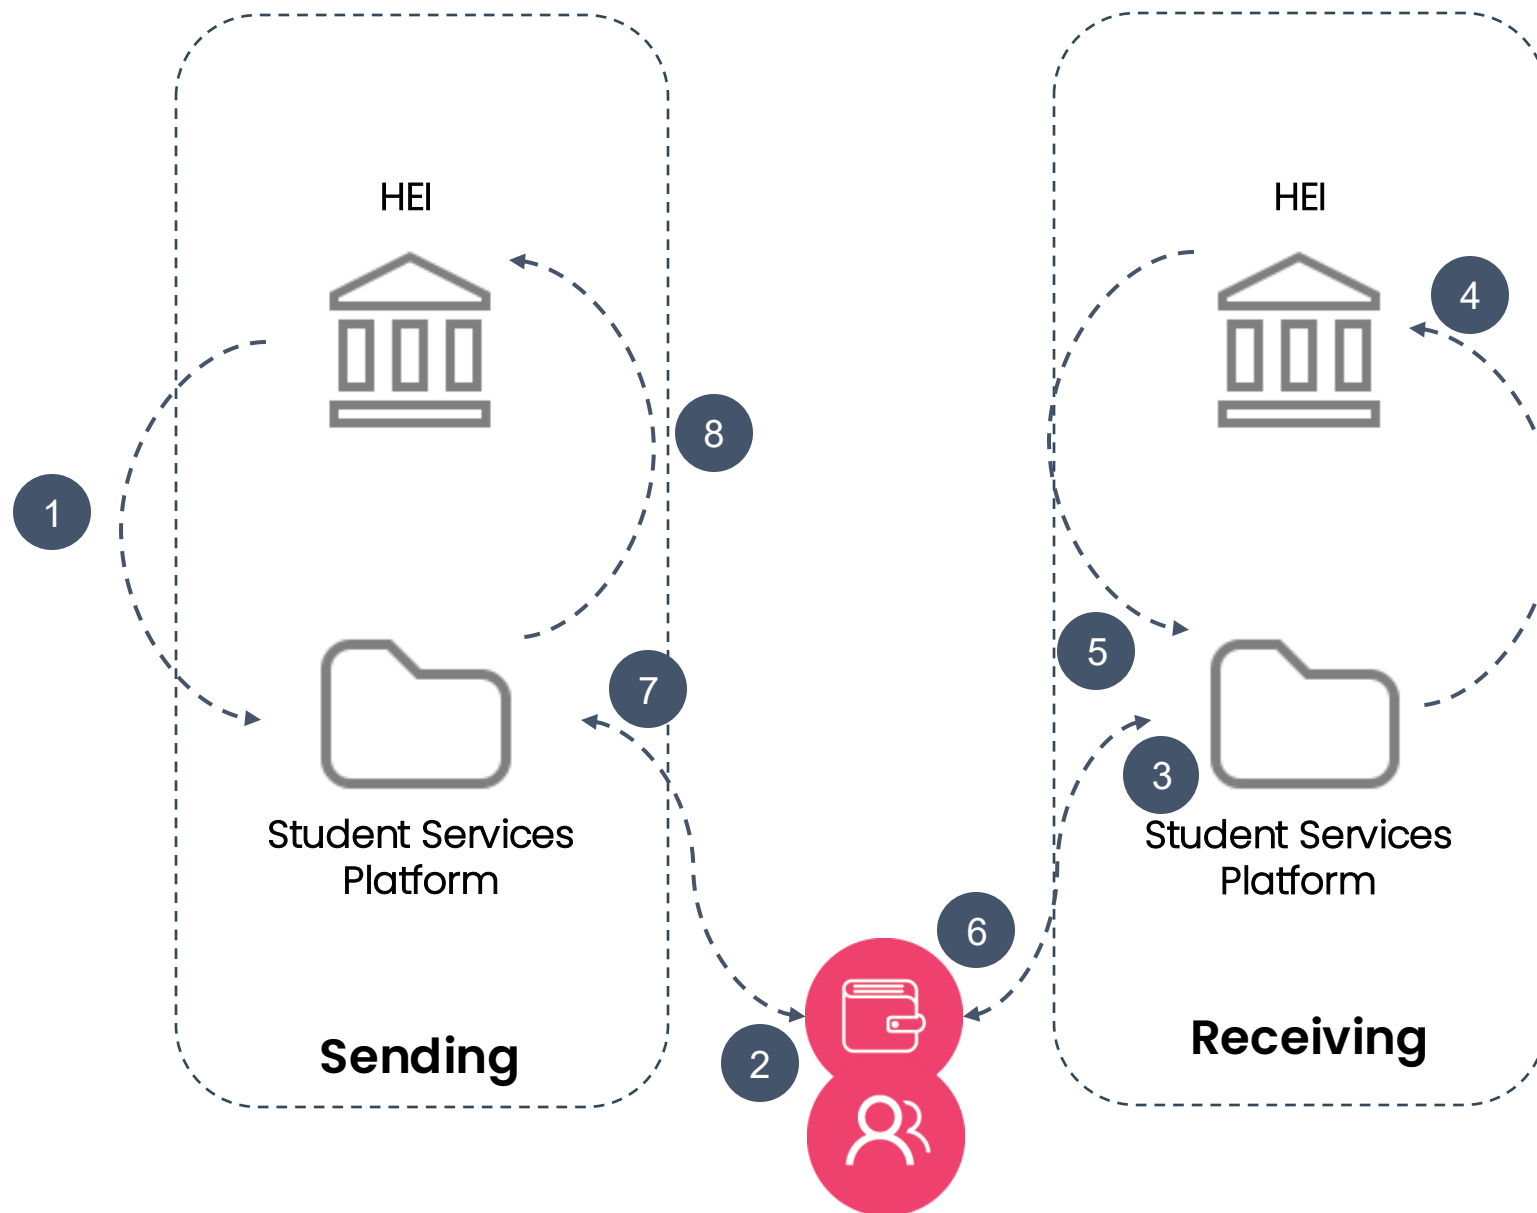 HEI
HEI
4
8
1
5
7
3
Student Services
Platform
Student Services
Platform
6
Sending
Receiving
2